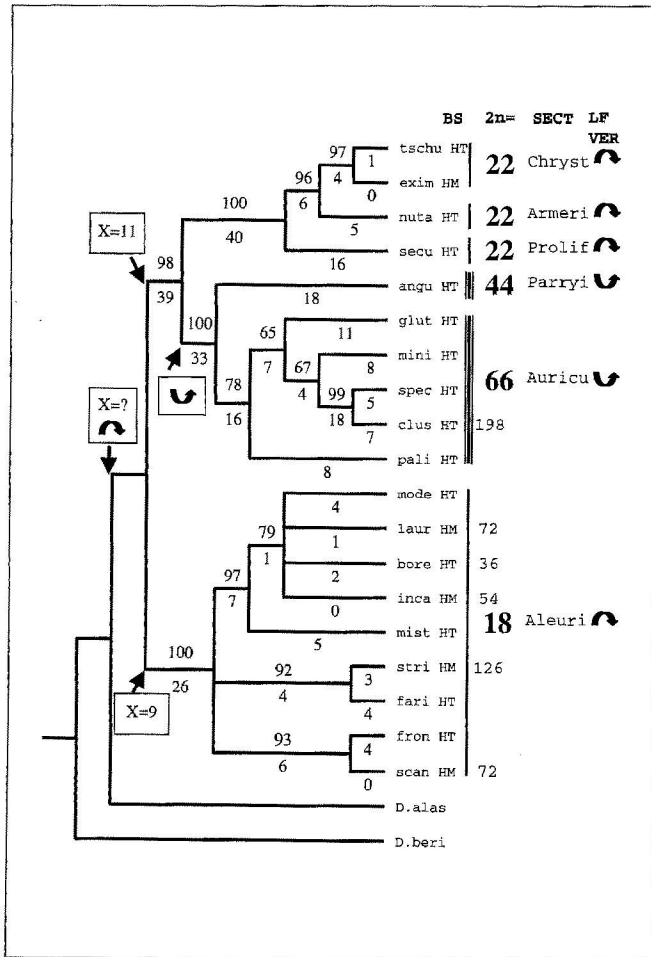 BS 2n= SECT LF
VER
97 tschu HT
1 22 Chryst
96 4 exim HM
0
100 6 nuta HT 22 Armeri
5
X=11 40 secu HT 22 Prolif
98 16
39 angu HT 44 Parryi
100 18
33 65 glut HT
11
7 67 mini HT
78 8
4 99 spec HT 66 Auricu
X=? 16 5
18 clus HT 198
7
pali HT
8
mode HT
4
79 laur HM 72
1 1
97 bore HT 36
2
7 inca HM 54
0
18 Aleuri
mist HT
5
100 92 stri HM 126
3
26 4 fari HT
4
X=9 93 fron HT
4
6 scan HM 72
0
D.alas
D.beri